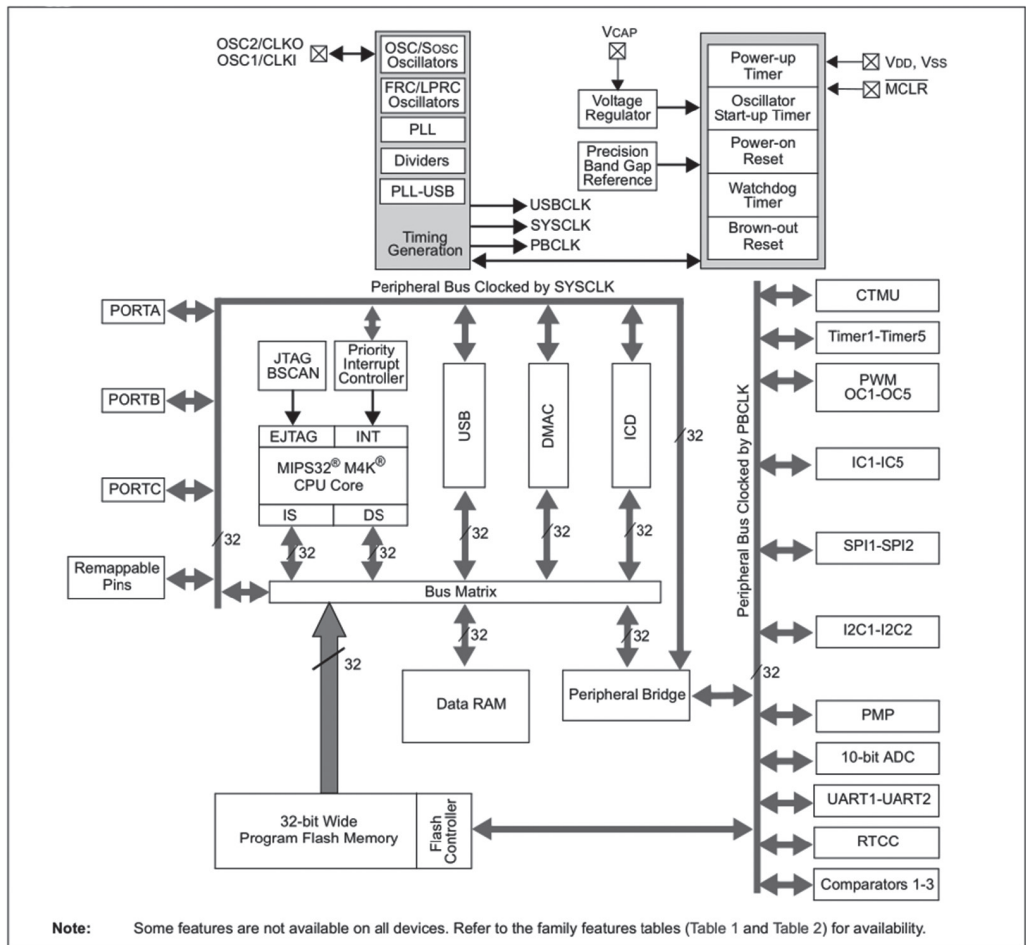 OSC2/CLKO
OSC1/CLKI
OSC/SOSC
Oscillators
FRC/LPRC
Oscillators
PLL
Dividers
PLL-USB
Timing
Generation
USBCLK
SYSCLK
PBCLK
VCAP
Voltage
Regulator
Precision
Band Gap
Reference
Power-up
Timer
Oscillator
Start-up Timer
Power-on
Reset
Watchdog
Timer
Brown-out
Reset
VDD, VSS
MCLR
Peripheral Bus Clocked by SYSCLK
PORTA
PORTB
PORTC
Remappable
Pins
32
JTAG
BSCAN
Priority
Interrupt
Controller
EJTAG
INT
MIPS32® M4K®
CPU Core
IS
DS
32
32
USB
32
DMAC
32
ICD
32
32
Bus Matrix
32
32
32
Data RAM
Peripheral Bridge
32-bit Wide
Program Flash Memory
Flash
Controller
Peripheral Bus Clocked by PBCLK
32
CTMU
Timer1-Timer5
PWM
OC1-OC5
IC1-IC5
SPI1-SPI2
I2C1-I2C2
PMP
10-bit ADC
UART1-UART2
RTCC
Comparators 1-3
Note: Some features are not available on all devices. Refer to the family features tables (Table 1 and Table 2) for availability.